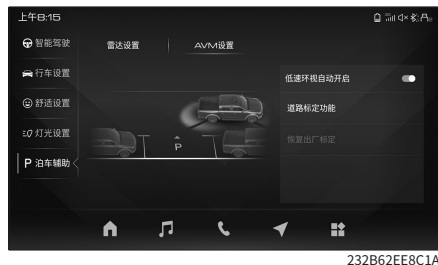 上午8:15
智能驾驶
雷达设置
AVM设置
行车设置
低速环视自动开启
舒适设置
道路标定功能
灯光设置
恢复出厂标定
P
P 泊车辅助
232B62EE8C1A